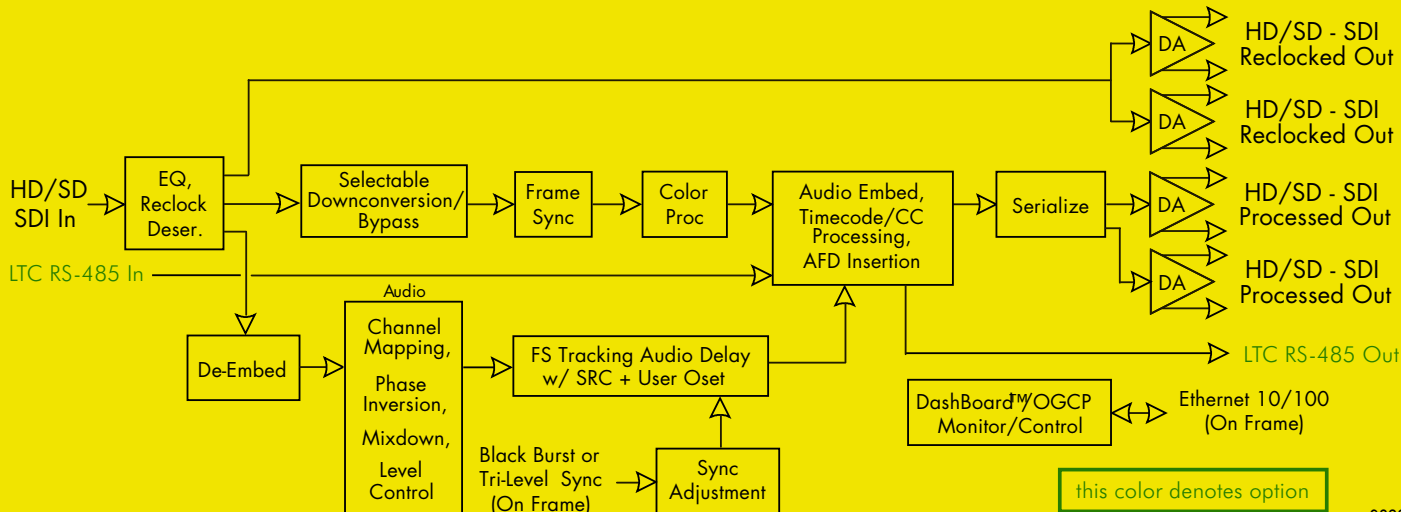 DA
HD/SD - SDI
Reclocked Out
DA
HD/SD - SDI
Reclocked Out
HD/SD
SDI In
EQ,
Reclock
Deser.
Selectable
Downconversion/
Bypass
Frame
Sync
Color
Proc
Audio Embed,
Timecode/CC
Processing,
AFD Insertion
Serialize
DA
HD/SD - SDI
Processed Out
DA
HD/SD - SDI
Processed Out
LTC RS-485 In
LTC RS-485 Out
De-Embed
Audio
Channel
Mapping,
Phase
Inversion,
Mixdown,
Level
Control
FS Tracking Audio Delay
w/ SRC + User Oset
Black Burst or
Tri-Level Sync
(On Frame)
Sync
Adjustment
DashBoard™/OGCP
Monitor/Control
Ethernet 10/100
(On Frame)
this color denotes option